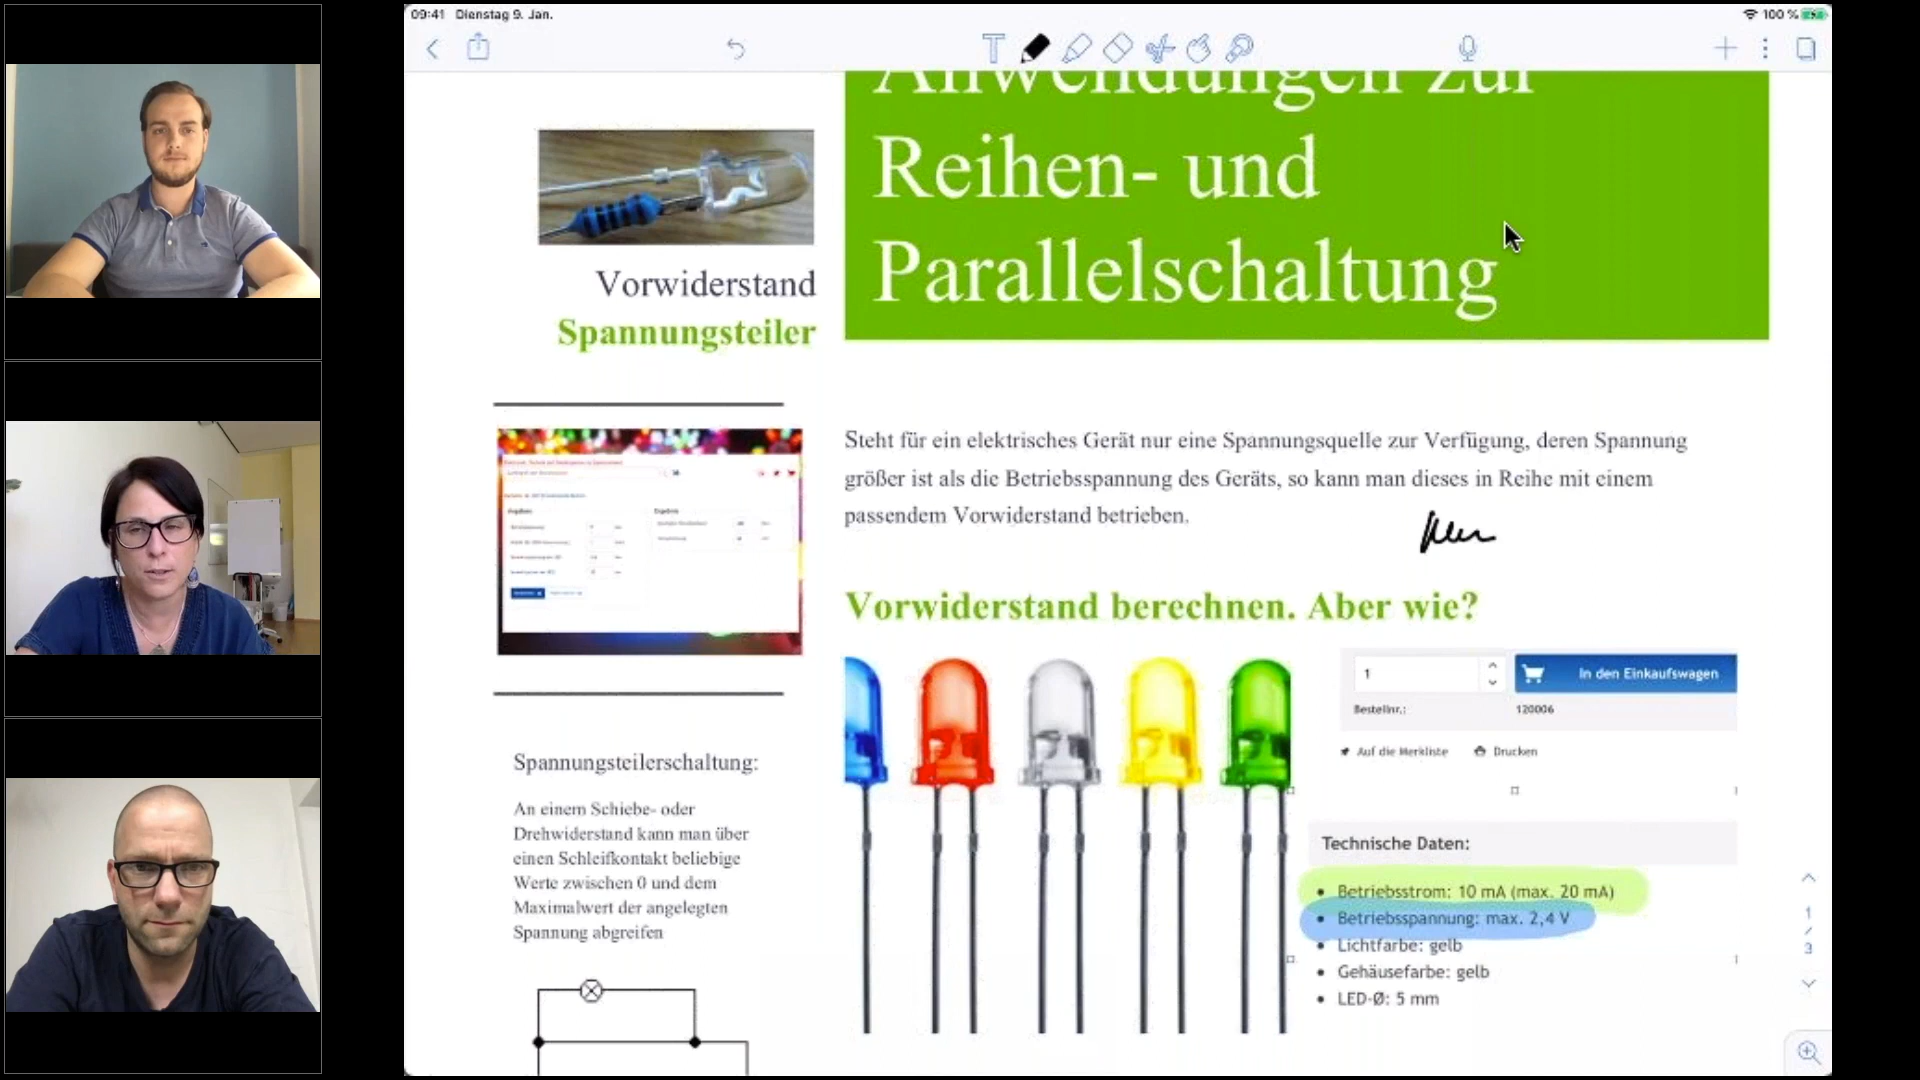 09:41 Dienstag 9. Jan.
100 %
Anwendungen zur
Reihen- und
Parallelschaltung
Vorwiderstand
Spannungsteiler
Steht für ein elektrisches Gerät nur eine Spannungsquelle zur Verfügung, deren Spannung
größer ist als die Betriebsspannung des Geräts, so kann man dieses in Reihe mit einem
passendem Vorwiderstand betrieben.
Vorwiderstand berechnen. Aber wie?
1
In den Einkaufswagen
Bestellnr.: 120006
Auf die Merkliste Drucken
Spannungsteilerschaltung:
An einem Schiebe- oder
Drehwiderstand kann man über
einen Schleifkontakt beliebige
Werte zwischen 0 und dem
Maximalwert der angelegten
Spannung abgreifen
Technische Daten:
• Betriebsstrom: 10 mA (max. 20 mA)
• Betriebsspannung: max. 2,4 V
• Lichtfarbe: gelb
• Gehäusefarbe: gelb
• LED-Ø: 5 mm
1
/
3